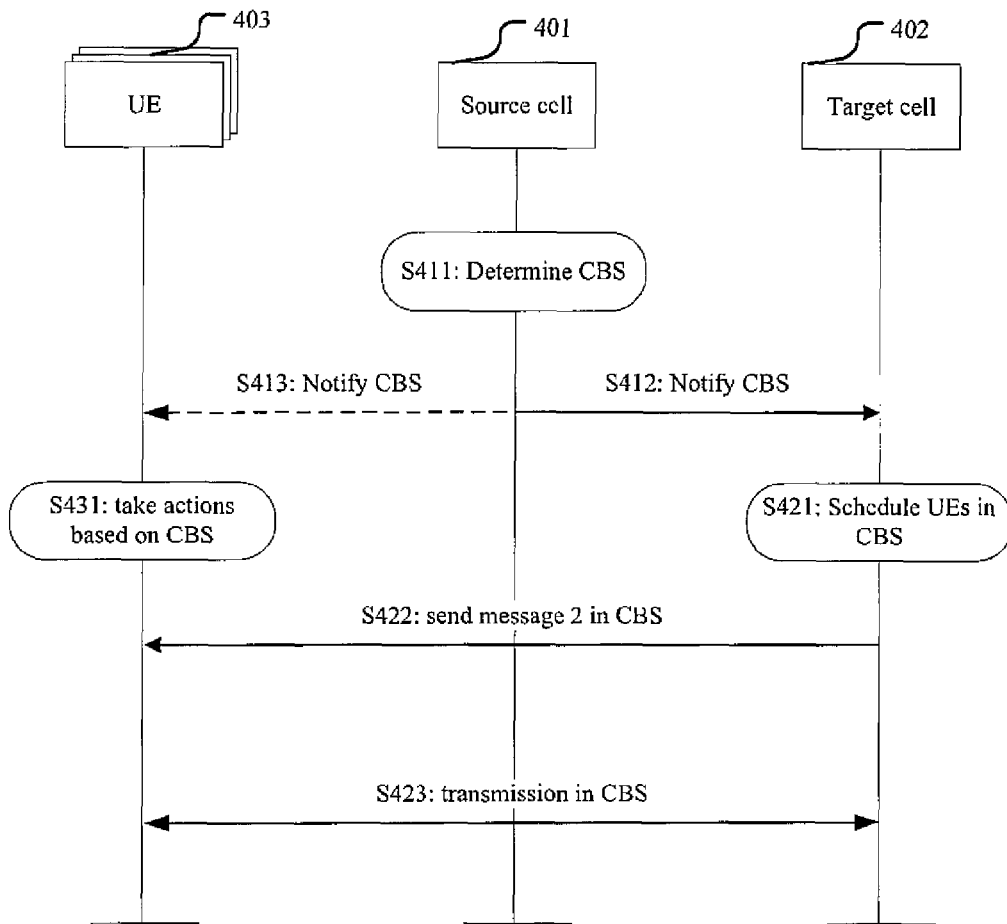 403
401
402
UE
Source cell
Target cell
S411: Determine CBS
S413: Notify CBS
S412: Notify CBS
S431: take actions
based on CBS
S421: Schedule UEs in
CBS
S422: send message 2 in CBS
S423: transmission in CBS